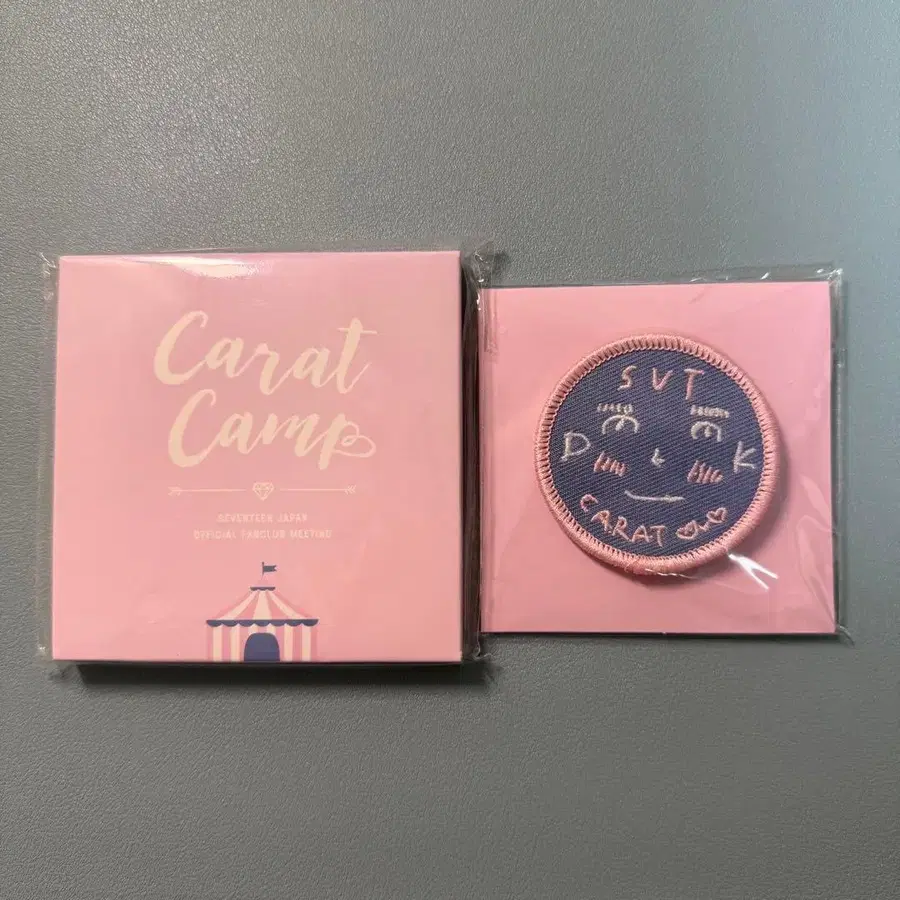 Carat
Camp
SEVENTEEN JAPAN
OFFICIAL FANCLUB MEETING
SVT
D K
CARAT